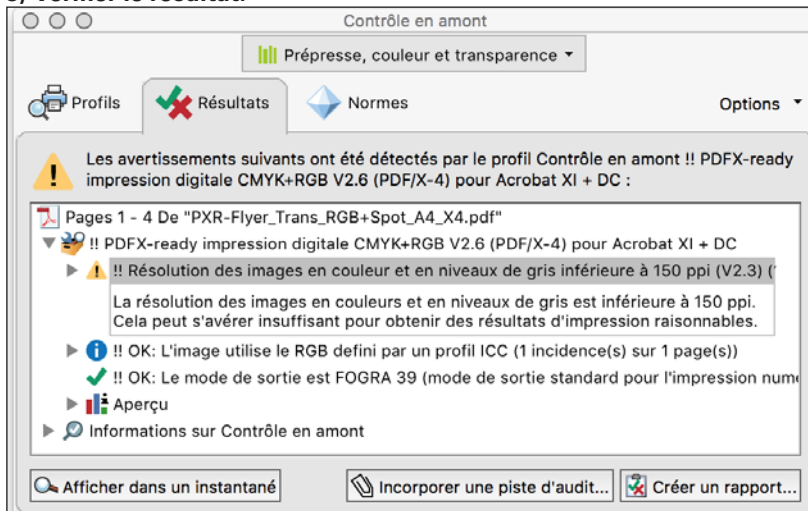 Contrôle en amont
Prépresse, couleur et transparence
Profils
Résultats
Normes
Options
Les avertissements suivants ont été détectés par le profil Contrôle en amont !! PDFX-ready
impression digitale CMYK+RGB V2.6 (PDF/X-4) pour Acrobat XI + DC :
Pages 1 - 4 De "PXR-Flyer_Trans_RGB+Spot_A4_X4.pdf"
!! PDFX-ready impression digitale CMYK+RGB V2.6 (PDF/X-4) pour Acrobat XI + DC
!! Résolution des images en couleur et en niveaux de gris inférieure à 150 ppi (V2.3) (
La résolution des images en couleurs et en niveaux de gris est inférieure à 150 ppi.
Cela peut s'avérer insuffisant pour obtenir des résultats d'impression raisonnables.
!! OK: L'image utilise le RGB defini par un profil ICC (1 incidence(s) sur 1 page(s))
!! OK: Le mode de sortie est FOGRA 39 (mode de sortie standard pour l'impression num
Aperçu
Informations sur Contrôle en amont
Afficher dans un instantané
Incorporer une piste d'audit...
Créer un rapport...